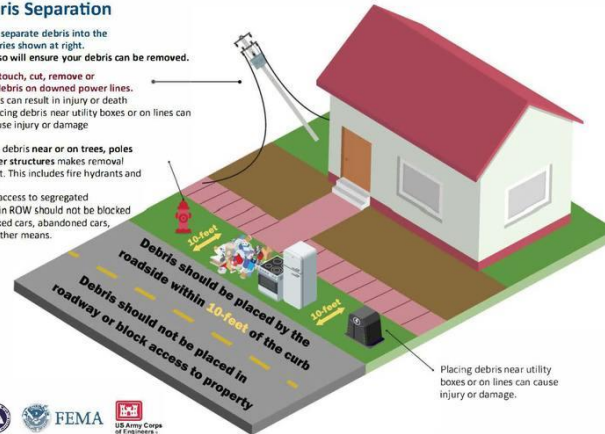 ris Separation
separate debris into the
ries shown at right.
so will ensure your debris can be removed.
touch, cut, remove or
debris on downed power lines.
s can result in injury or death
cing debris near utility boxes or on lines can
use injury or damage
debris near or on trees, poles
er structures makes removal
t. This includes fire hydrants and
access to segregated
in ROW should not be blocked
ked cars, abandoned cars,
ther means.
10-feet
Debris should be placed by the
roadside within 10-feet of the curb
10-feet
Debris should not be placed in
roadway or block access to property
Placing debris near utility
boxes or on lines can cause
injury or damage.
FEMA
US Army Corps
of Engineers